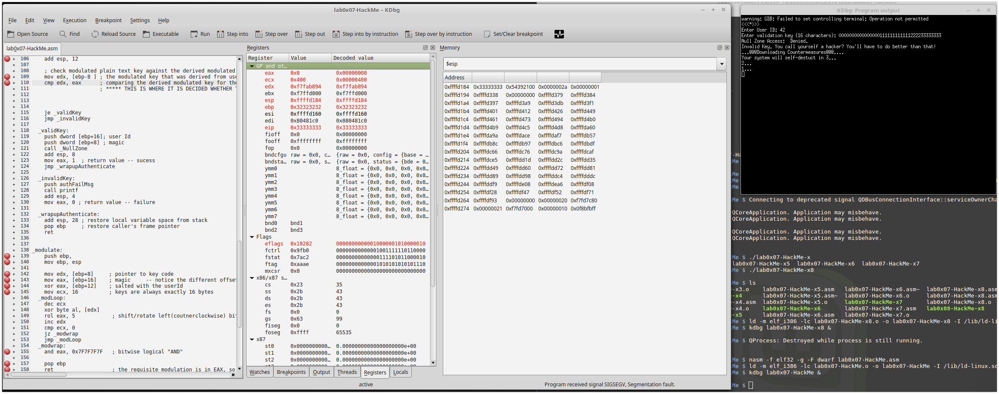 lab0x07-HackMe – KDbg
File Edit View Execution Breakpoint Settings Help
Open Source Find Reload Source Executable Run Step into Step over Step out Step into by instruction Step over by instruction Set/Clear breakpoint
lab0x07-HackMe.asm
106 add esp, 12
107
108 ; check modulated plain text key against the derived modulated
109 mov edx, [ebp-8 ] ; the modulated key that was derived from use
110 cmp edx, eax ; comparing the derived modulated key for the
111 ; ***** THIS IS WHERE IT IS DECIDED WHETHER
112
113
114
115 je _validKey
116 jmp _invalidKey
117
118 _validKey:
119 push dword [ebp+16]; user Id
120 push dword [ebp+8] ; magic
121 call _NullZone
122 add esp, 8
123 mov eax, 1 ; return value -- sucess
124 jmp _wrapupAuthenticate
125
126 _invalidKey:
127 push authFailMsg
128 call printf
129 add esp, 4
130 mov eax, 0 ; return value -- failure
131
132 _wrapupAuthenticate:
133 add esp, 28 ; restore local variable space from stack
134 pop ebp ; restore caller's frame pointer
135 ret
136
137
138 _modulate:
139 push ebp,
140 mov ebp, esp
141
142 mov edx, [ebp+8] ; pointer to key code
143 mov eax, [ebp+16] ; magic -- notice the different offset
144 xor eax, [ebp+12] ; salted with the userId
145 mov ecx, 16 ; keys are always exactly 16 bytes
146 _modLoop:
147 dec ecx
148 xor byte al, [edx]
149 rol eax, 5 ; shift/rotate left(coutnerclockwise) bit
150 inc edx
151 cmp ecx, 0
152 jz _modwrap
153 jmp _modLoop
154 _modwrap:
155 and eax, 0x7F7F7F7F ; bitwise logical "AND"
156
157 pop ebp
158 ret ; the requisite modulation is in EAX, so
Registers
Register Value Decoded value
GP and ot…
eax 0x0 0x00000000
ecx 0x400 0x00000400
edx 0xf7fab894 0xf7fab894
ebx 0xf7ffd000 0xf7ffd000
esp 0xffffd184 0xffffd184
ebp 0x32323232 0x32323232
esi 0xffffd160 0xffffd160
edi 0x80481c0 0x080481c0
eip 0x33333333 0x33333333
fioff 0x0 0x00000000
fooff 0xffffffff 0xffffffff
fop 0x0 0x00000000
bndcfgu raw = 0x0, c… {raw = 0x0, config = {base = …
bndsta… raw = 0x0, s… {raw = 0x0, status = {bde = 0…
ymm0 8_float = {0x0, 0x0, 0x0, 0x0…
ymm1 8_float = {0x0, 0x0, 0x0, 0x0…
ymm2 8_float = {0x0, 0x0, 0x0, 0x0…
ymm3 8_float = {0x0, 0x0, 0x0, 0x0…
ymm4 8_float = {0x0, 0x0, 0x0, 0x0…
ymm5 8_float = {0x0, 0x0, 0x0, 0x0…
ymm6 8_float = {0x0, 0x0, 0x0, 0x0…
ymm7 8_float = {0x0, 0x0, 0x0, 0x0…
bnd0 bnd1
bnd2 bnd3
Flags
eflags 0x10282 0000000000001000000101000001​0
fctrl 0x9fb0
fstat 0x7ac2
ftag 0xaaae
mxcsr 0x0
x86/x87 s…
cs 0x23 35
ss 0x2b 43
ds 0x2b 43
es 0x2b 43
fs 0x0 0
gs 0x63 99
fiseg 0x0 0
foseg 0xffff 65535
x87
st0 0x0000000000… 0.00000000000000000000e+00
st1 0x0000000000… 0.00000000000000000000e+00
st2 0x0000000000… 0.00000000000000000000e+00
Watches Breakpoints Output Threads Registers Locals
Memory
$esp
Address
0xffffd184 0x33333333 0x54392100 0x0000002a 0x00000001
0xffffd194 0xffffd338 0x00000000 0xffffd379 0xffffd384
0xffffd1a4 0xffffd397 0xffffd3a9 0xffffd3db 0xffffd3f1
0xffffd1b4 0xffffd401 0xffffd412 0xffffd426 0xffffd449
0xffffd1c4 0xffffd461 0xffffd473 0xffffd494 0xffffd4b0
0xffffd1d4 0xffffd4b9 0xffffd4c5 0xffffd4d8 0xffffda60
0xffffd1e4 0xffffda9a 0xffffdace 0xffffdaf7 0xffffdb57
0xffffd1f4 0xffffdb8c 0xffffdb97 0xffffdbc6 0xffffdbdf
0xffffd204 0xffffdc66 0xffffdc76 0xffffdc9a 0xffffdcaf
0xffffd214 0xffffdce5 0xffffdd1d 0xffffdd2c 0xffffdd35
0xffffd224 0xffffdd49 0xffffdd60 0xffffdd72 0xffffdd81
0xffffd234 0xffffdd89 0xffffdd98 0xffffddc4 0xffffdddc
0xffffd244 0xffffddf9 0xffffde08 0xffffdea6 0xffffdf08
0xffffd254 0xffffdf28 0xffffdf47 0xffffdf52 0xffffdf71
0xffffd264 0xffffdf93 0x00000000 0x00000020 0xf7fd7c80
0xffffd274 0x00000021 0xf7fd7000 0x00000010 0x0f8bfbff
active
Program received signal SIGSEGV, Segmentation fault.
KDbg: Program output
warning: GDB: Failed to set controlling terminal: Operation not permitted
<<<*>>>
Enter User ID: 42
Enter validation key (16 characters):
Null Zone Access: Denied.
Invalid Key. You call yourself a hacker? You'll have to do better than that!
...@@@Downloading Countermeasures@@@....
Your system will self-destuct in 3...
2...
1...
Me $ Connecting to deprecated signal QDBusConnectionInterface::serviceOwnerCha
QCoreApplication. Application may misbehave.
QCoreApplication. Application may misbehave.
QCoreApplication. Application may misbehave.
QCoreApplication. Application may misbehave.
Me $ ./lab0x07-HackMe-x
lab0x07-HackMe-x5 lab0x07-HackMe-x6 lab0x07-HackMe-x7
Me $ ./lab0x07-HackMe-x8
Me $ ls
-x3.o lab0x07-HackMe-x5.asm lab0x07-HackMe-x6.asm~ lab0x07-HackMe-x8.asm
-x4 lab0x07-HackMe-x5.asm~ lab0x07-HackMe-x6.o lab0x07-HackMe-x8.asm
-x4.asm lab0x07-HackMe-x5.o lab0x07-HackMe-x7 lab0x07-HackMe-x8.o
-x4.o lab0x07-HackMe-x6 lab0x07-HackMe-x7.asm lab0x08-HackMe-x8
-x5 lab0x07-HackMe-x6.asm lab0x07-HackMe-x7.o
Me $ ld -m elf_i386 -lc lab0x07-HackMe-x8.o -o lab0x07-HackMe-x8 -I /lib/ld-li
Me $ kdbg lab0x07-HackMe-x8 &
Me $ QProcess: Destroyed while process is still running.
Me $ nasm -f elf32 -g -F dwarf lab0x07-HackMe.asm
Me $ ld -m elf_i386 -lc lab0x07-HackMe.o -o lab0x07-HackMe -I /lib/ld-linux.so
Me $ kdbg lab0x07-HackMe &
Me $